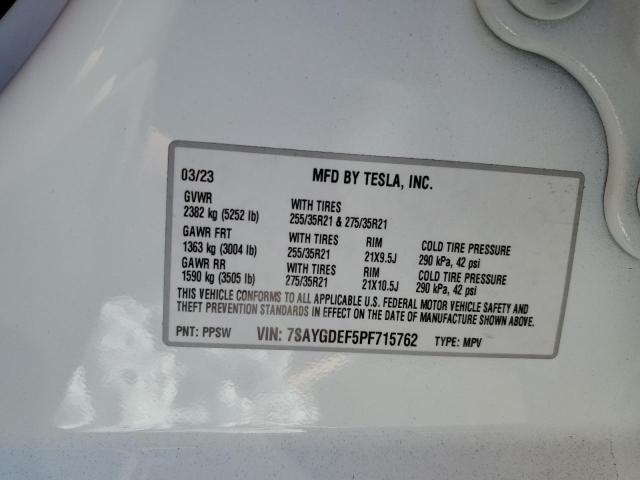 03/23 MFD BY TESLA, INC.
GVWR WITH TIRES
2382 kg (5252 lb) 255/35R21 & 275/35R21
GAWR FRT WITH TIRES RIM COLD TIRE PRESSURE
1363 kg (3004 lb) 255/35R21 21X9.5J 290 kPa, 42 psi
GAWR RR WITH TIRES RIM COLD TIRE PRESSURE
1590 kg (3505 lb) 275/35R21 21X10.5J 290 kPa, 42 psi
THIS VEHICLE CONFORMS TO ALL APPLICABLE U.S. FEDERAL MOTOR VEHICLE SAFETY AND
THEFT PREVENTION STANDARDS IN EFFECT ON THE DATE OF MANUFACTURE SHOWN ABOVE.
PNT: PPSW VIN: 7SAYGDEF5PF715762 TYPE: MPV